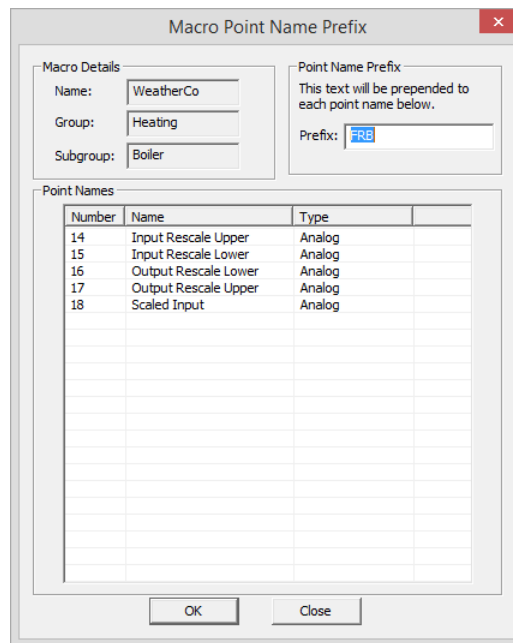 Macro Point Name Prefix
Macro Details
Name: WeatherCo
Group: Heating
Subgroup: Boiler
Point Name Prefix
This text will be prepended to
each point name below.
Prefix: FRB
Point Names
Number Name Type
14 Input Rescale Upper Analog
15 Input Rescale Lower Analog
16 Output Rescale Lower Analog
17 Output Rescale Upper Analog
18 Scaled Input Analog
OK Close